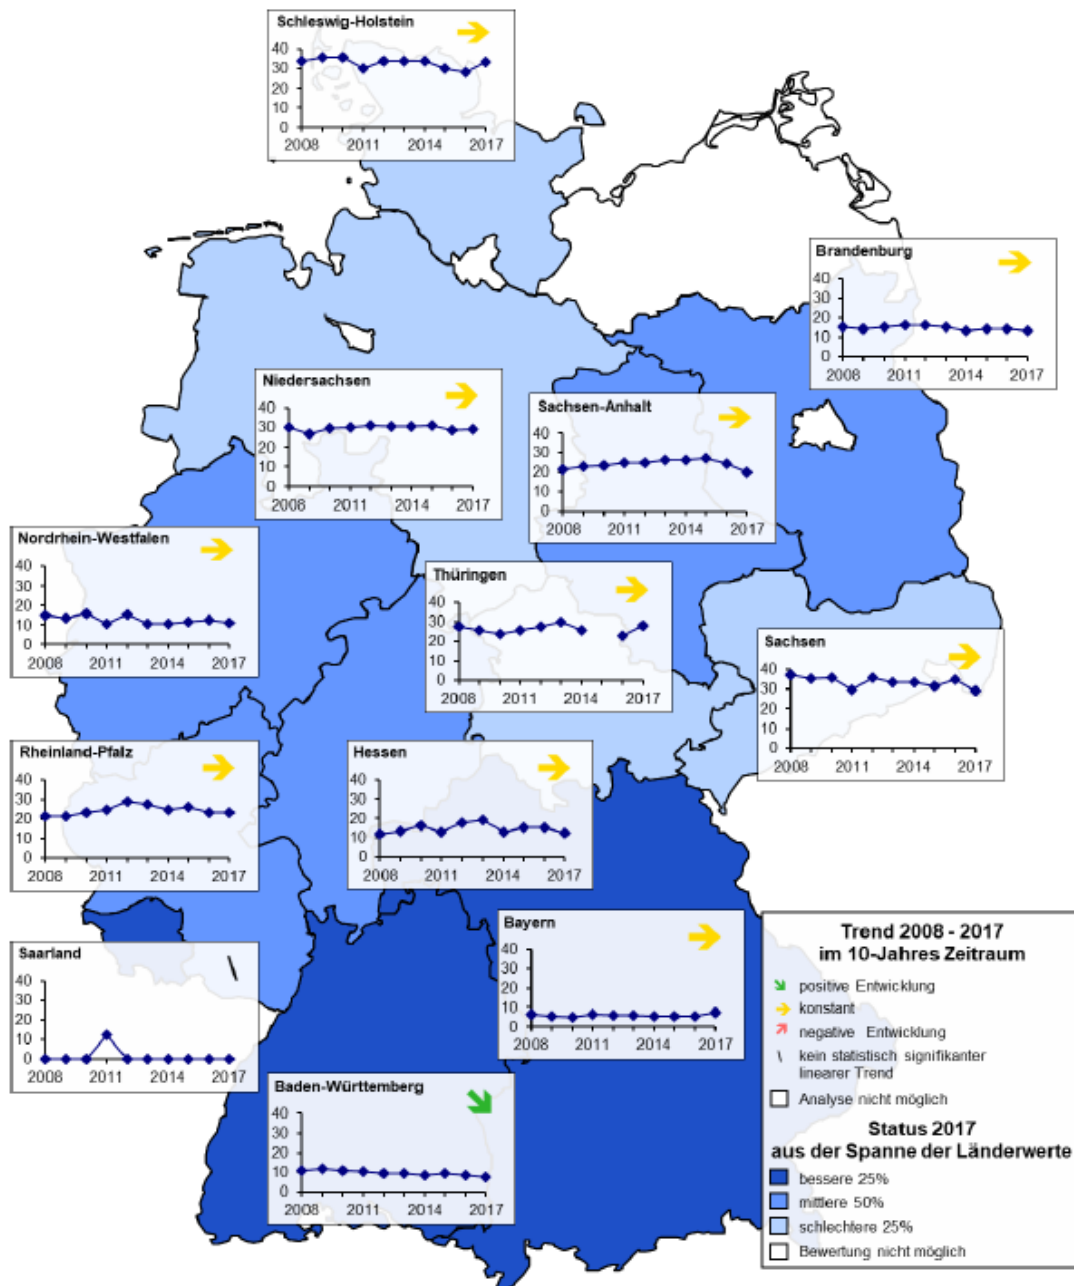 Schleswig-Holstein
40
30
20
10
0
2008 2011 2014 2017
Brandenburg
40
30
20
10
0
2008 2011 2014 2017
Niedersachsen
40
30
20
10
0
2008 2011 2014 2017
Sachsen-Anhalt
40
30
20
10
0
2008 2011 2014 2017
Nordrhein-Westfalen
40
30
20
10
0
2008 2011 2014 2017
Thüringen
40
30
20
10
0
2008 2011 2014 2017
Sachsen
40
30
20
10
0
2008 2011 2014 2017
Rheinland-Pfalz
40
30
20
10
0
2008 2011 2014 2017
Hessen
40
30
20
10
0
2008 2011 2014 2017
Bayern
40
30
20
10
0
2008 2011 2014 2017
Saarland
40
30
20
10
0
2008 2011 2014 2017
Baden-Württemberg
40
30
20
10
0
2008 2011 2014 2017
Trend 2008 - 2017
im 10-Jahres Zeitraum
positive Entwicklung
konstant
negative Entwicklung
kein statistisch signifikanter
linearer Trend
Analyse nicht möglich
Status 2017
aus der Spanne der Länderwerte
bessere 25%
mittlere 50%
schlechtere 25%
Bewertung nicht möglich